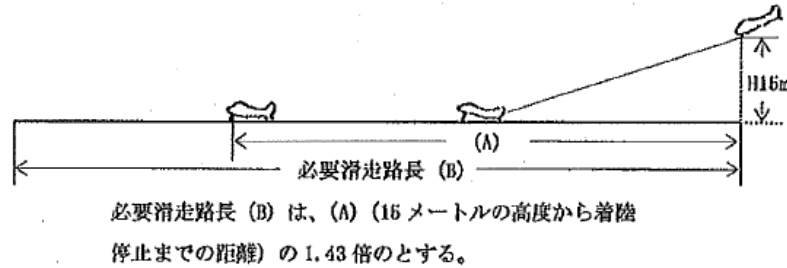 H15m
(A)
必要滑走路長 (B)
必要滑走路長 (B) は、(A) (15 メートルの高度から着陸
停止までの距離) の 1.43 倍のとする。